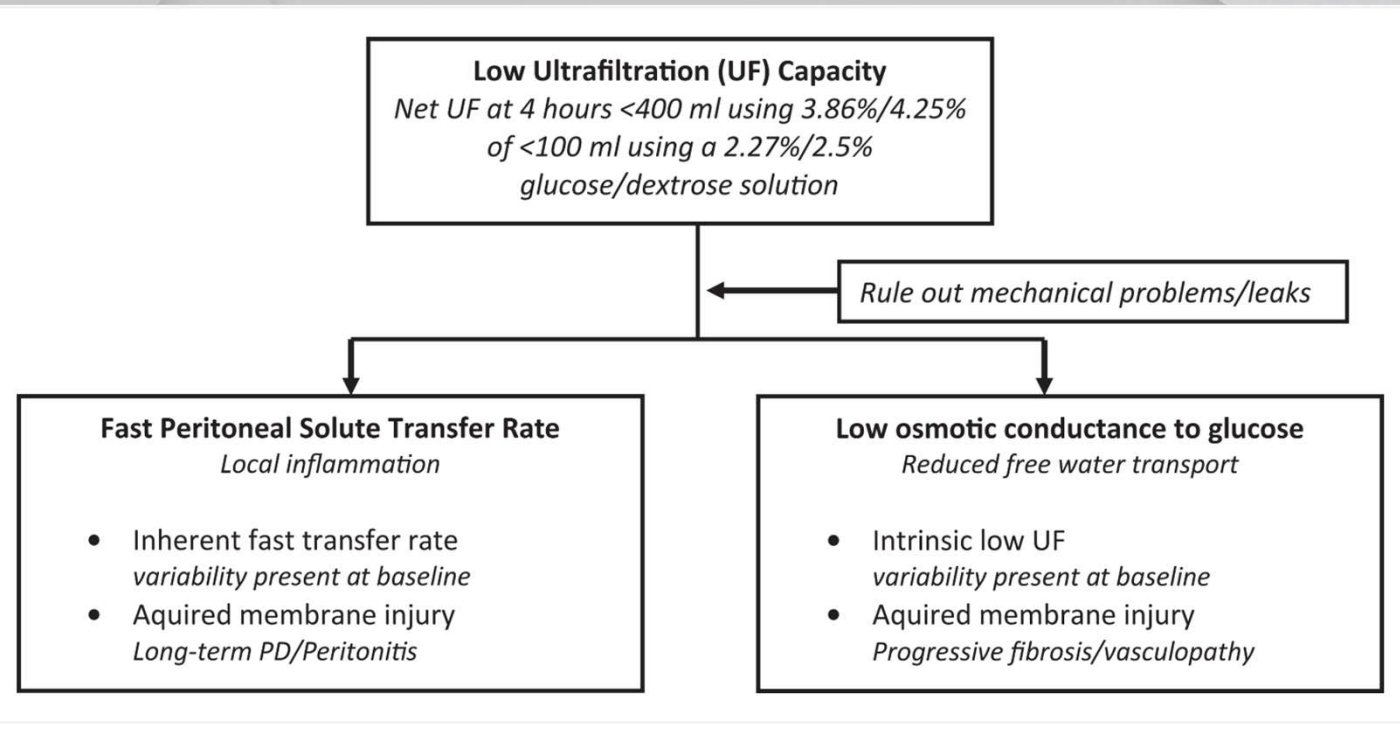 Low Ultrafiltration (UF) Capacity
Net UF at 4 hours <400 ml using 3.86%/4.25%
of <100 ml using a 2.27%/2.5%
glucose/dextrose solution
Rule out mechanical problems/leaks
Fast Peritoneal Solute Transfer Rate
Local inflammation
• Inherent fast transfer rate
variability present at baseline
• Aquired membrane injury
Long-term PD/Peritonitis
Low osmotic conductance to glucose
Reduced free water transport
• Intrinsic low UF
variability present at baseline
• Aquired membrane injury
Progressive fibrosis/vasculopathy